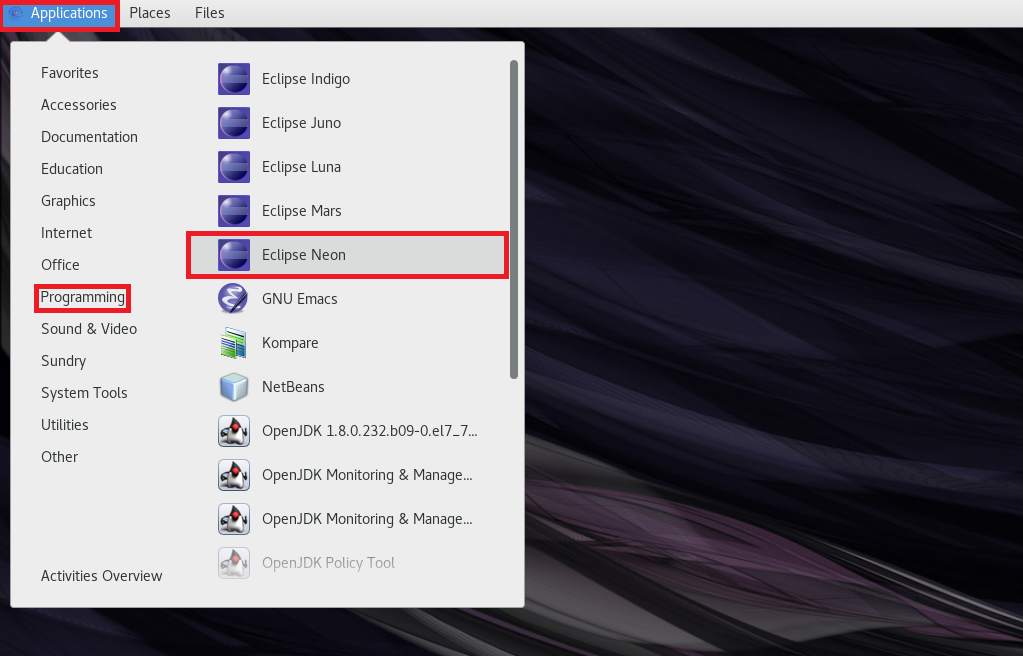 Applications Places Files
Favorites
Accessories
Documentation
Education
Graphics
Internet
Office
Programming
Sound & Video
Sundry
System Tools
Utilities
Other
Activities Overview
Eclipse Indigo
Eclipse Juno
Eclipse Luna
Eclipse Mars
Eclipse Neon
GNU Emacs
Kompare
NetBeans
OpenJDK 1.8.0.232.b09-0.el7_7...
OpenJDK Monitoring & Manage...
OpenJDK Monitoring & Manage...
OpenJDK Policy Tool